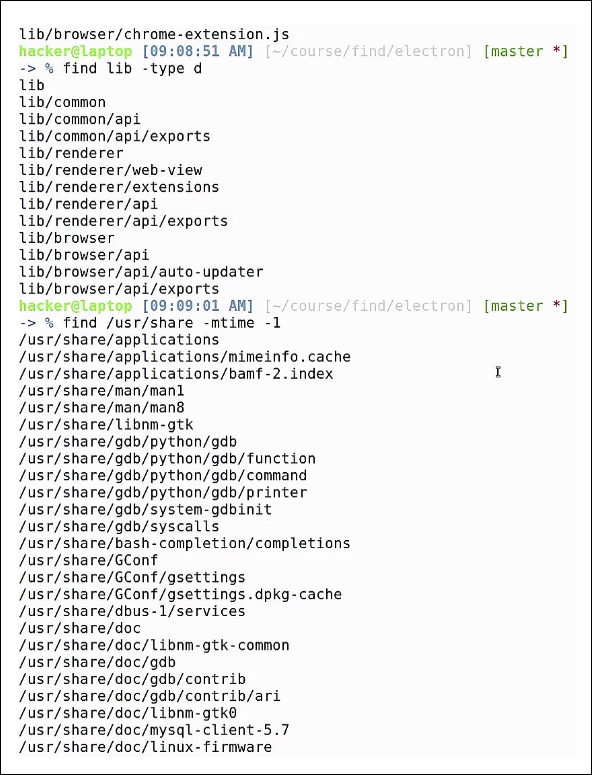 lib/browser/chrome-extension.js
hacker@laptop [09:08:51 AM] [~/course/find/electron] [master *]
-> % find lib -type d
lib
lib/common
lib/common/api
lib/common/api/exports
lib/renderer
lib/renderer/web-view
lib/renderer/extensions
lib/renderer/api
lib/renderer/api/exports
lib/browser
lib/browser/api
lib/browser/api/auto-updater
lib/browser/api/exports
hacker@laptop [09:09:01 AM] [~/course/find/electron] [master *]
-> % find /usr/share -mtime -1
/usr/share/applications
/usr/share/applications/mimeinfo.cache
/usr/share/applications/bamf-2.index
/usr/share/man/man1
/usr/share/man/man8
/usr/share/libnm-gtk
/usr/share/gdb/python/gdb
/usr/share/gdb/python/gdb/function
/usr/share/gdb/python/gdb/command
/usr/share/gdb/python/gdb/printer
/usr/share/gdb/system-gdbinit
/usr/share/gdb/syscalls
/usr/share/bash-completion/completions
/usr/share/GConf
/usr/share/GConf/gsettings
/usr/share/GConf/gsettings.dpkg-cache
/usr/share/dbus-1/services
/usr/share/doc
/usr/share/doc/libnm-gtk-common
/usr/share/doc/gdb
/usr/share/doc/gdb/contrib
/usr/share/doc/gdb/contrib/ari
/usr/share/doc/libnm-gtk0
/usr/share/doc/mysql-client-5.7
/usr/share/doc/linux-firmware